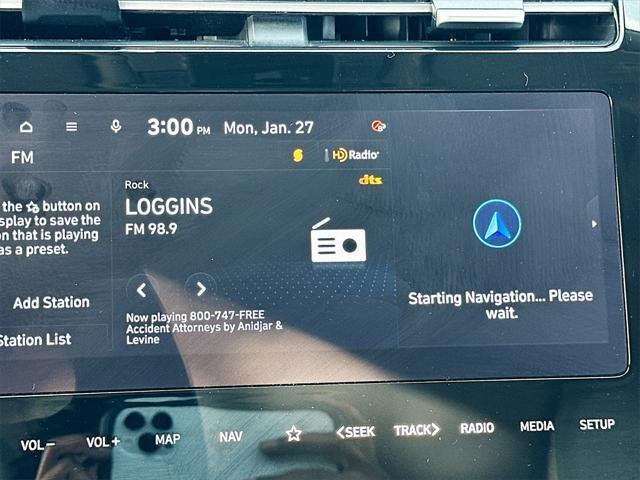 3:00 PM Mon, Jan. 27
FM
HD Radio
dts
the ☆ button on
splay to save the
on that is playing
as a preset.
Add Station
Station List
Rock
LOGGINS
FM 98.9
Now playing 800-747-FREE
Accident Attorneys by Anidjar &
Levine
Starting Navigation... Please
wait.
VOL− VOL+ MAP NAV ☆ <SEEK TRACK> RADIO MEDIA SETUP